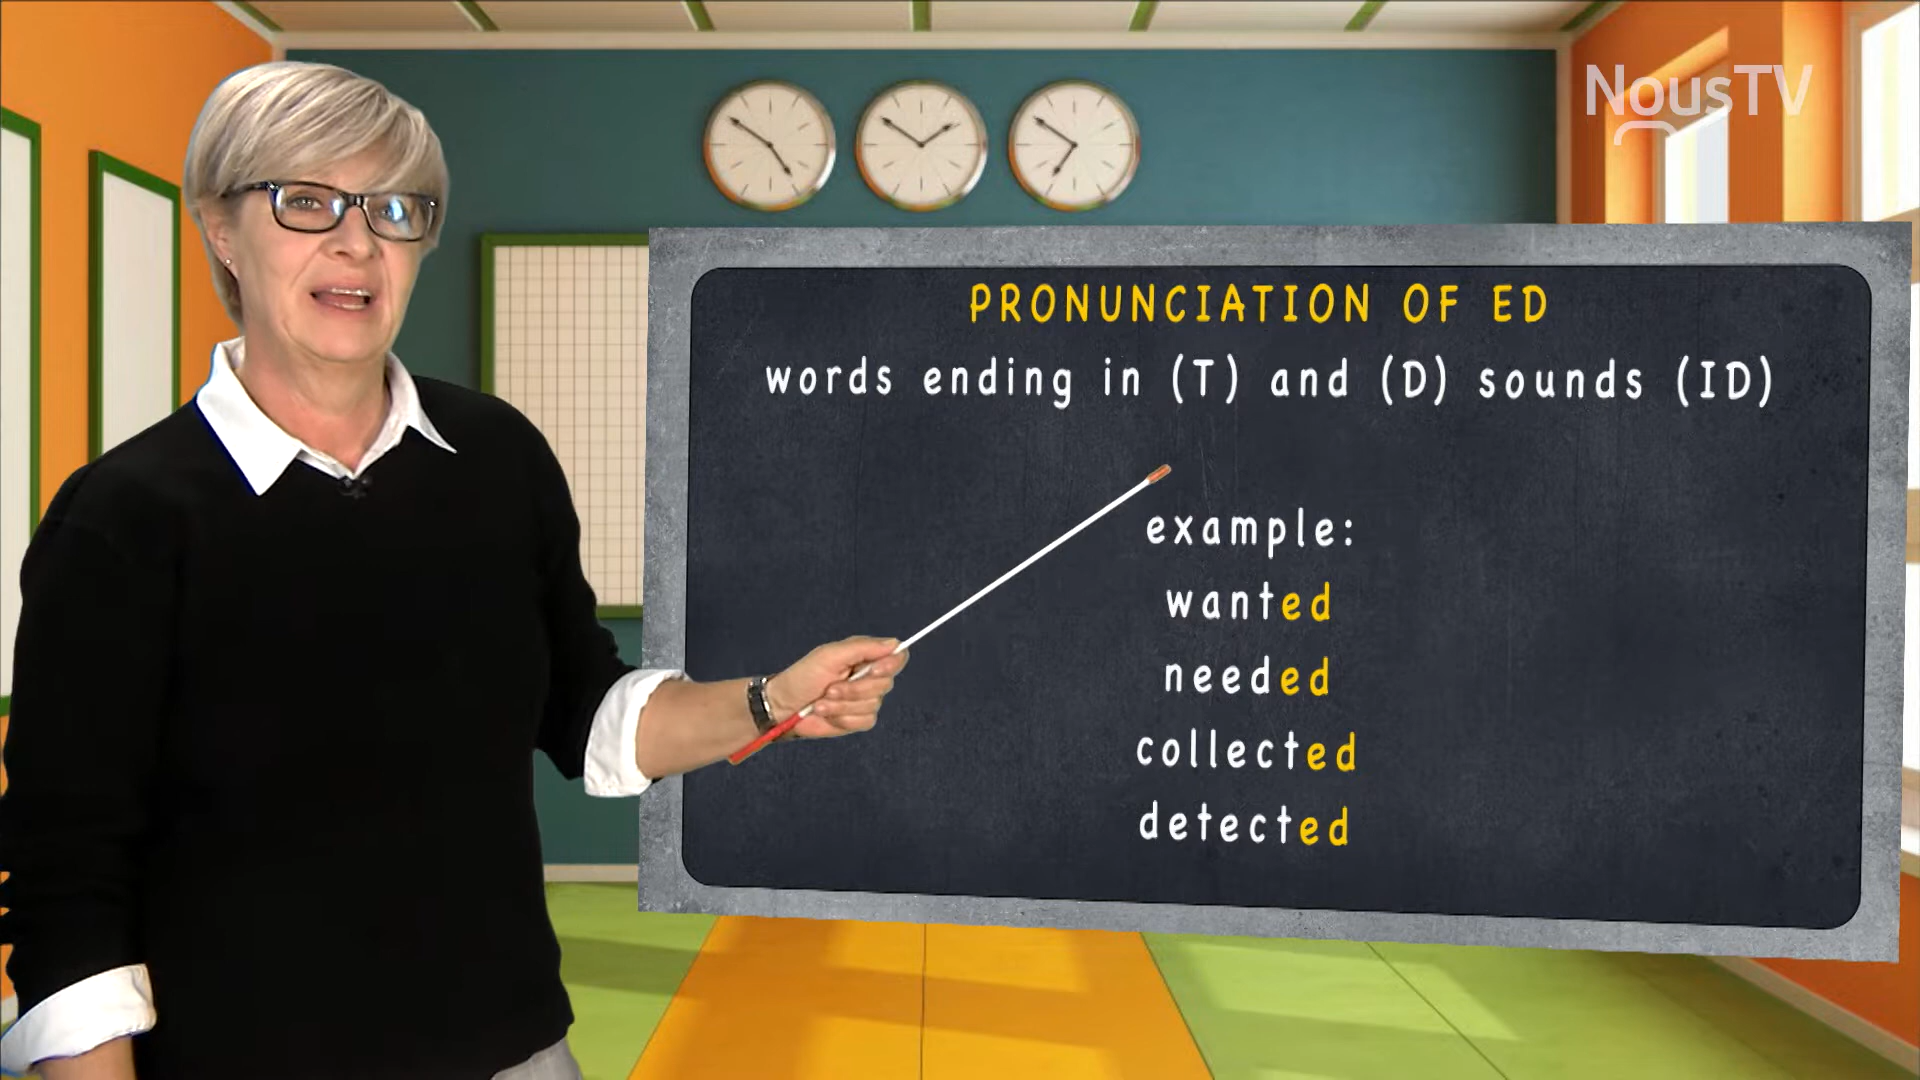 NousTV
PRONUNCIATION OF ED
words ending in (T) and (D) sounds (ID)
example:
wanted
needed
collected
detected